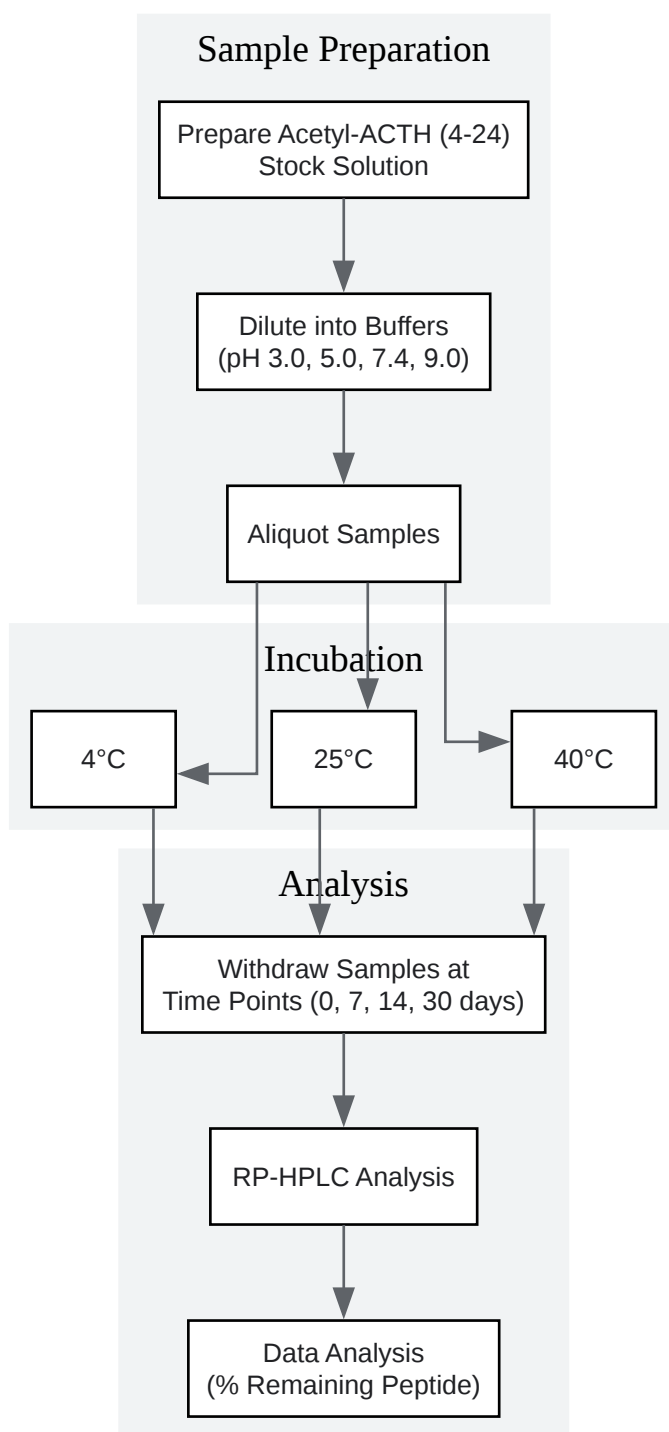 Sample Preparation
Prepare Acetyl-ACTH (4-24)
Stock Solution
Dilute into Buffers
(pH 3.0, 5.0, 7.4, 9.0)
Aliquot Samples
Incubation
4°C
25°C
40°C
Analysis
Withdraw Samples at
Time Points (0, 7, 14, 30 days)
RP-HPLC Analysis
Data Analysis
(% Remaining Peptide)